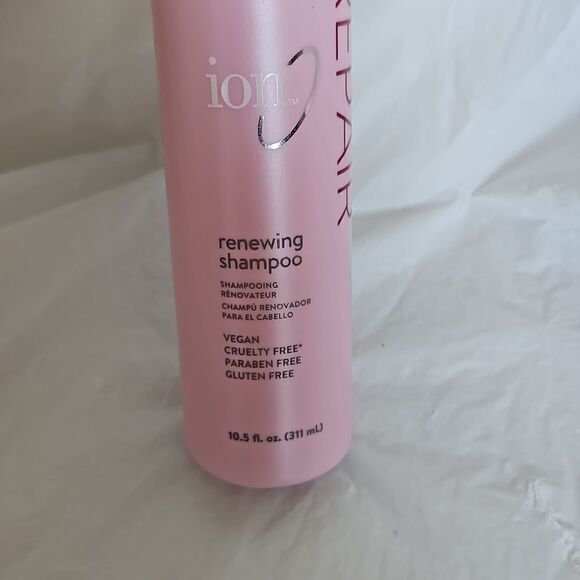 ion™
REPAIR
renewing
shampoo
SHAMPOOING
RÉNOVATEUR
CHAMPÚ RENOVADOR
PARA EL CABELLO
VEGAN
CRUELTY FREE*
PARABEN FREE
GLUTEN FREE
10.5 fl. oz. (311 mL)